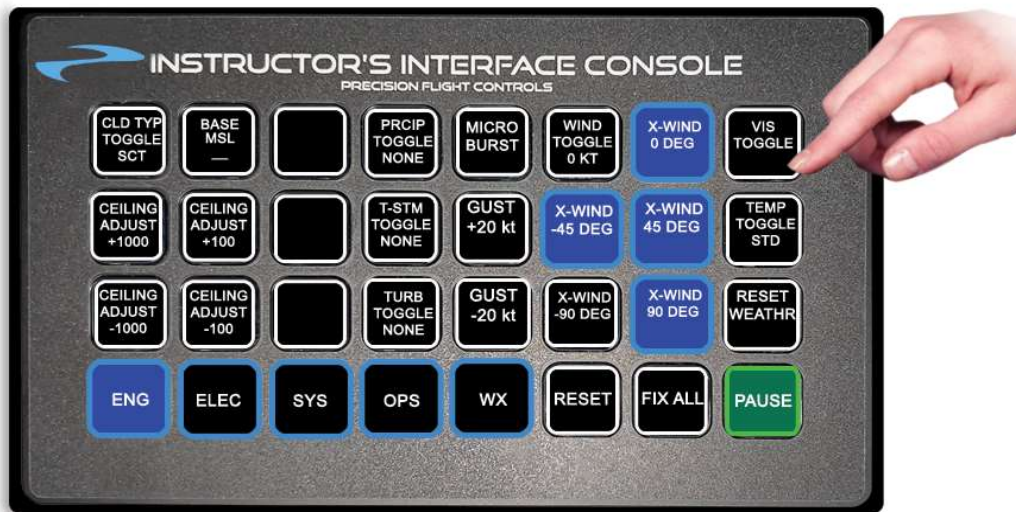 INSTRUCTOR'S INTERFACE CONSOLE
PRECISION FLIGHT CONTROLS
CLD TYP
TOGGLE
SCT
BASE
MSL
—
PRCIP
TOGGLE
NONE
MICRO
BURST
WIND
TOGGLE
0 KT
X-WIND
0 DEG
VIS
TOGGLE
CEILING
ADJUST
+1000
CEILING
ADJUST
+100
T-STM
TOGGLE
NONE
GUST
+20 kt
X-WIND
-45 DEG
X-WIND
45 DEG
TEMP
TOGGLE
STD
CEILING
ADJUST
-1000
CEILING
ADJUST
-100
TURB
TOGGLE
NONE
GUST
-20 kt
X-WIND
-90 DEG
X-WIND
90 DEG
RESET
WEATHR
ENG
ELEC
SYS
OPS
WX
RESET
FIX ALL
PAUSE